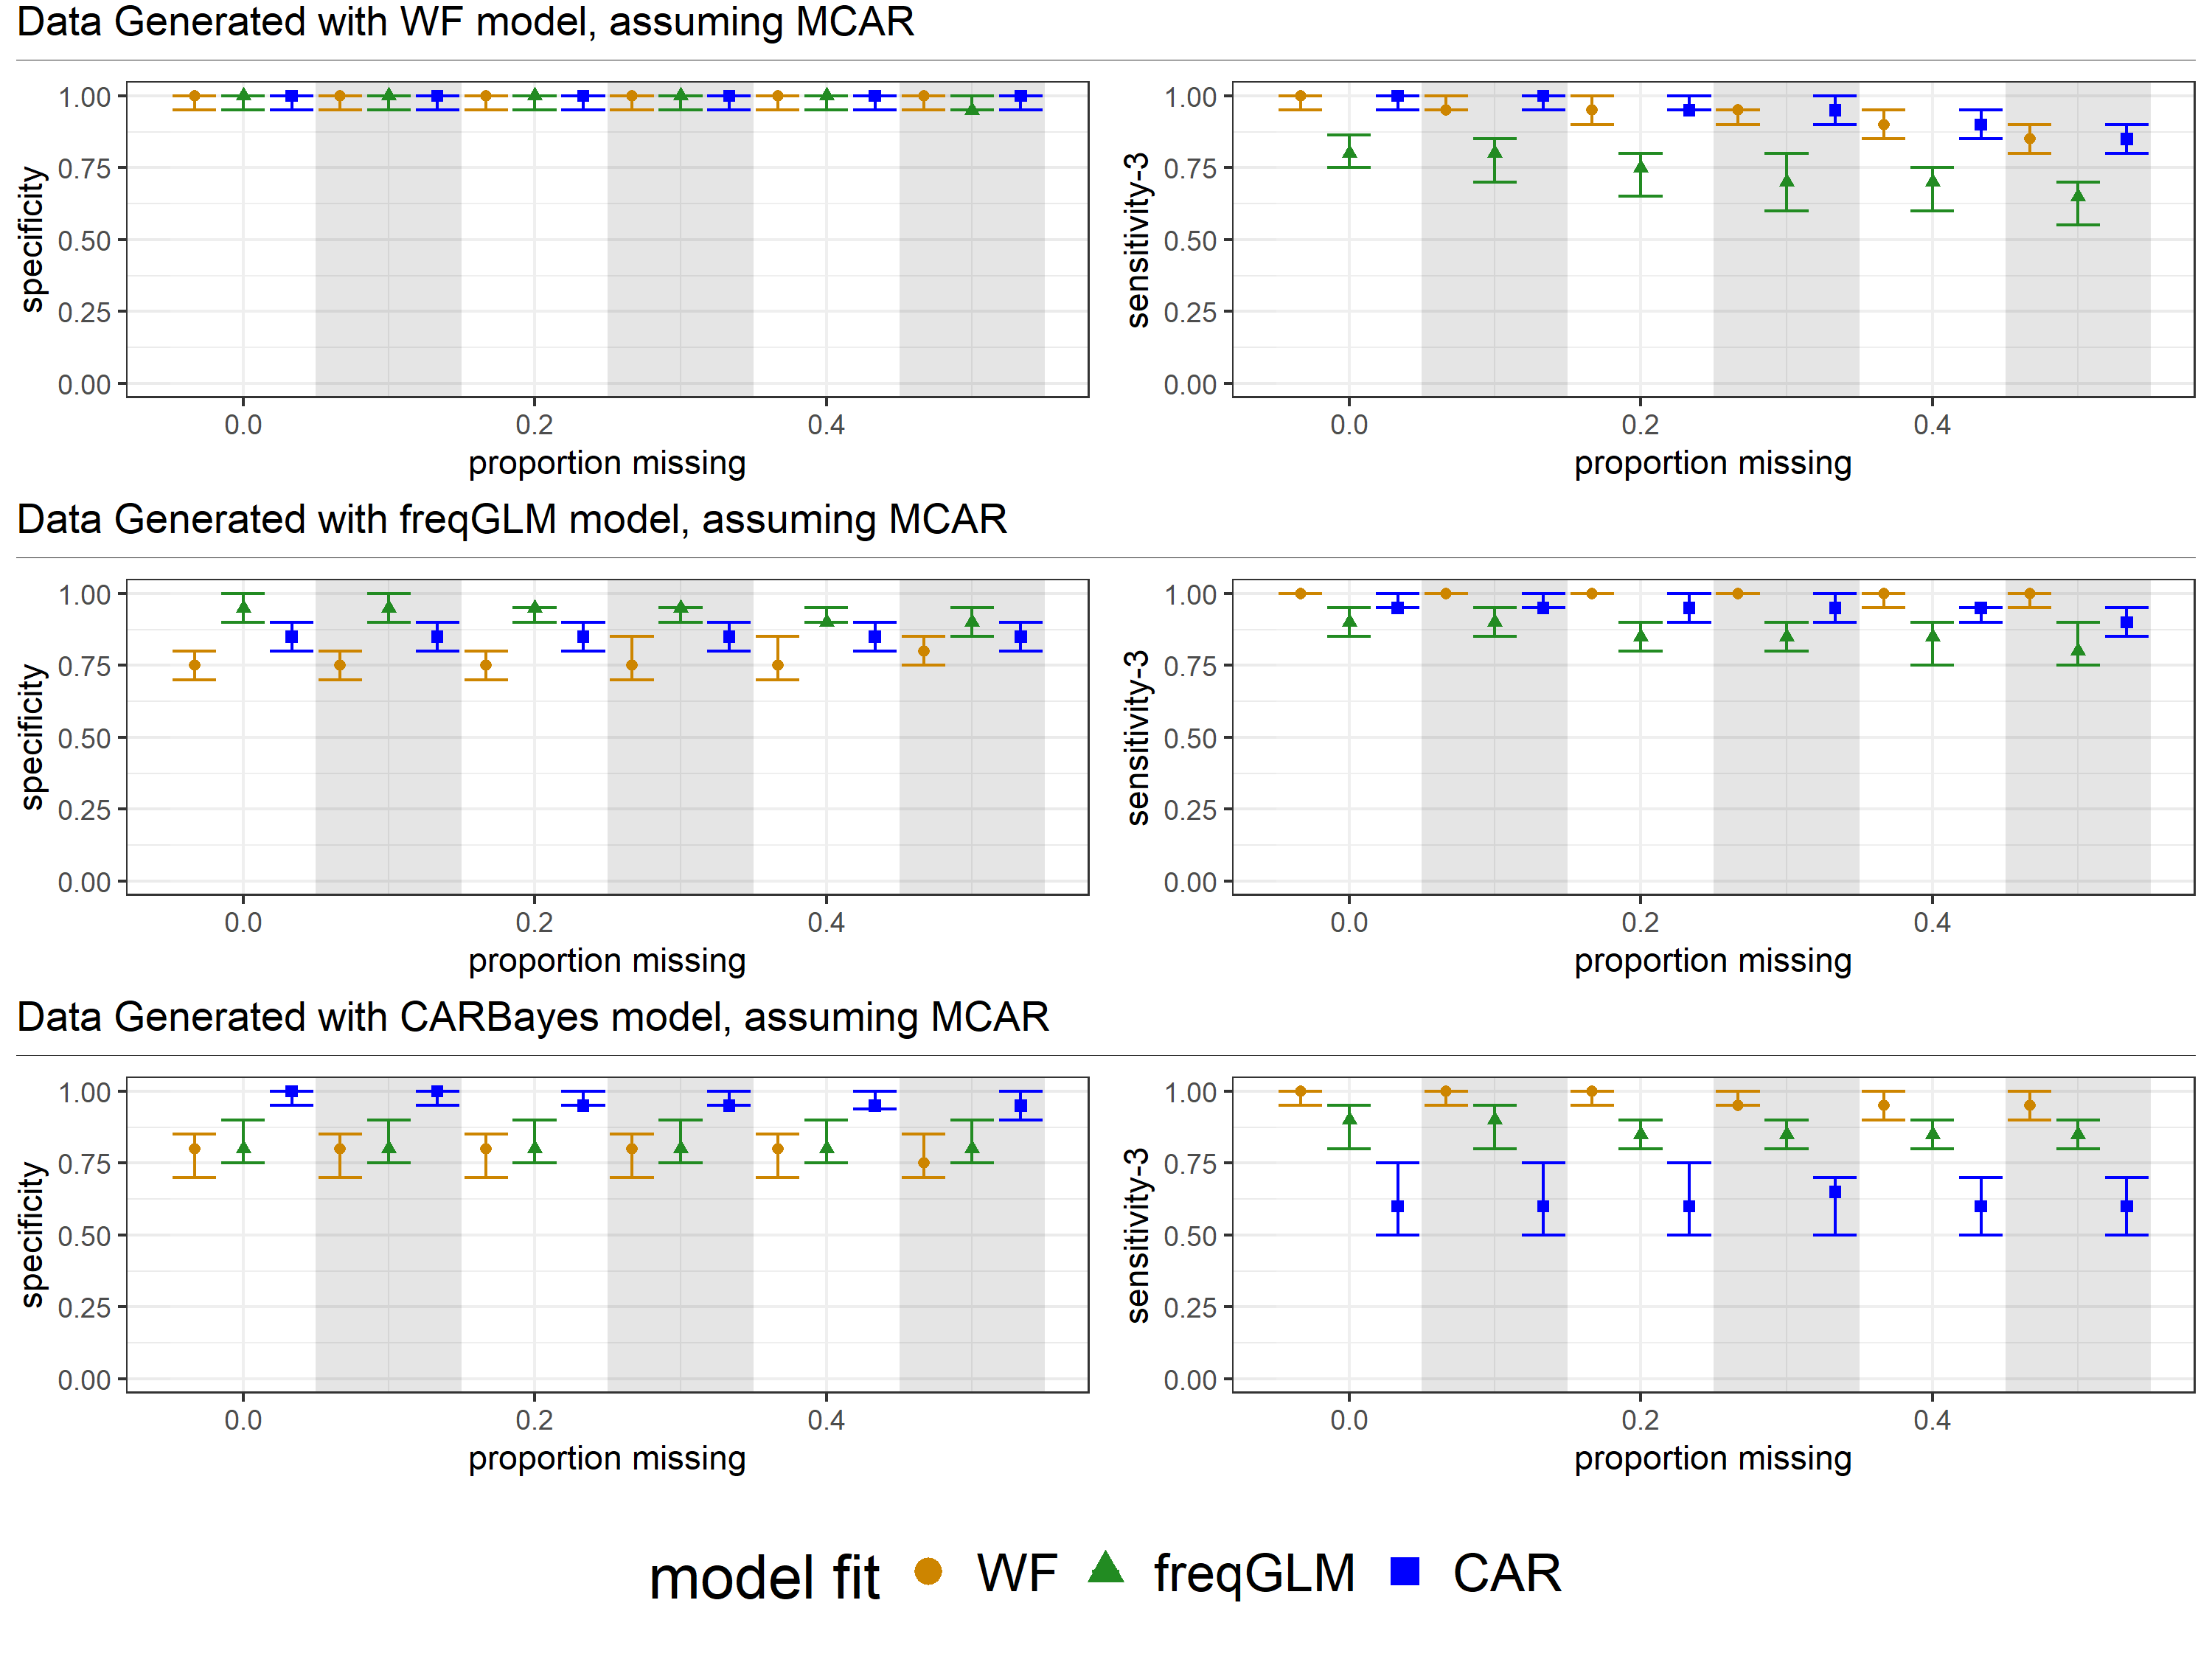 Data Generated with WF model, assuming MCAR
specificity
1.00
0.75
0.50
0.25
0.00
0.0 0.2 0.4
proportion missing
sensitivity-3
1.00
0.75
0.50
0.25
0.00
0.0 0.2 0.4
proportion missing
Data Generated with freqGLM model, assuming MCAR
specificity
1.00
0.75
0.50
0.25
0.00
0.0 0.2 0.4
proportion missing
sensitivity-3
1.00
0.75
0.50
0.25
0.00
0.0 0.2 0.4
proportion missing
Data Generated with CARBayes model, assuming MCAR
specificity
1.00
0.75
0.50
0.25
0.00
0.0 0.2 0.4
proportion missing
sensitivity-3
1.00
0.75
0.50
0.25
0.00
0.0 0.2 0.4
proportion missing
model fit WF freqGLM CAR